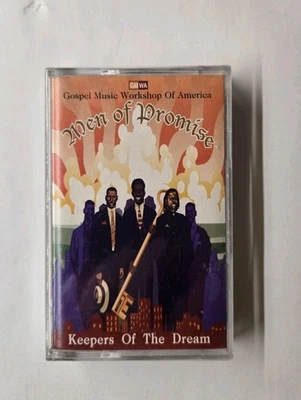 GMWA
Gospel Music Workshop Of America
Men of Promise
Keepers Of The Dream